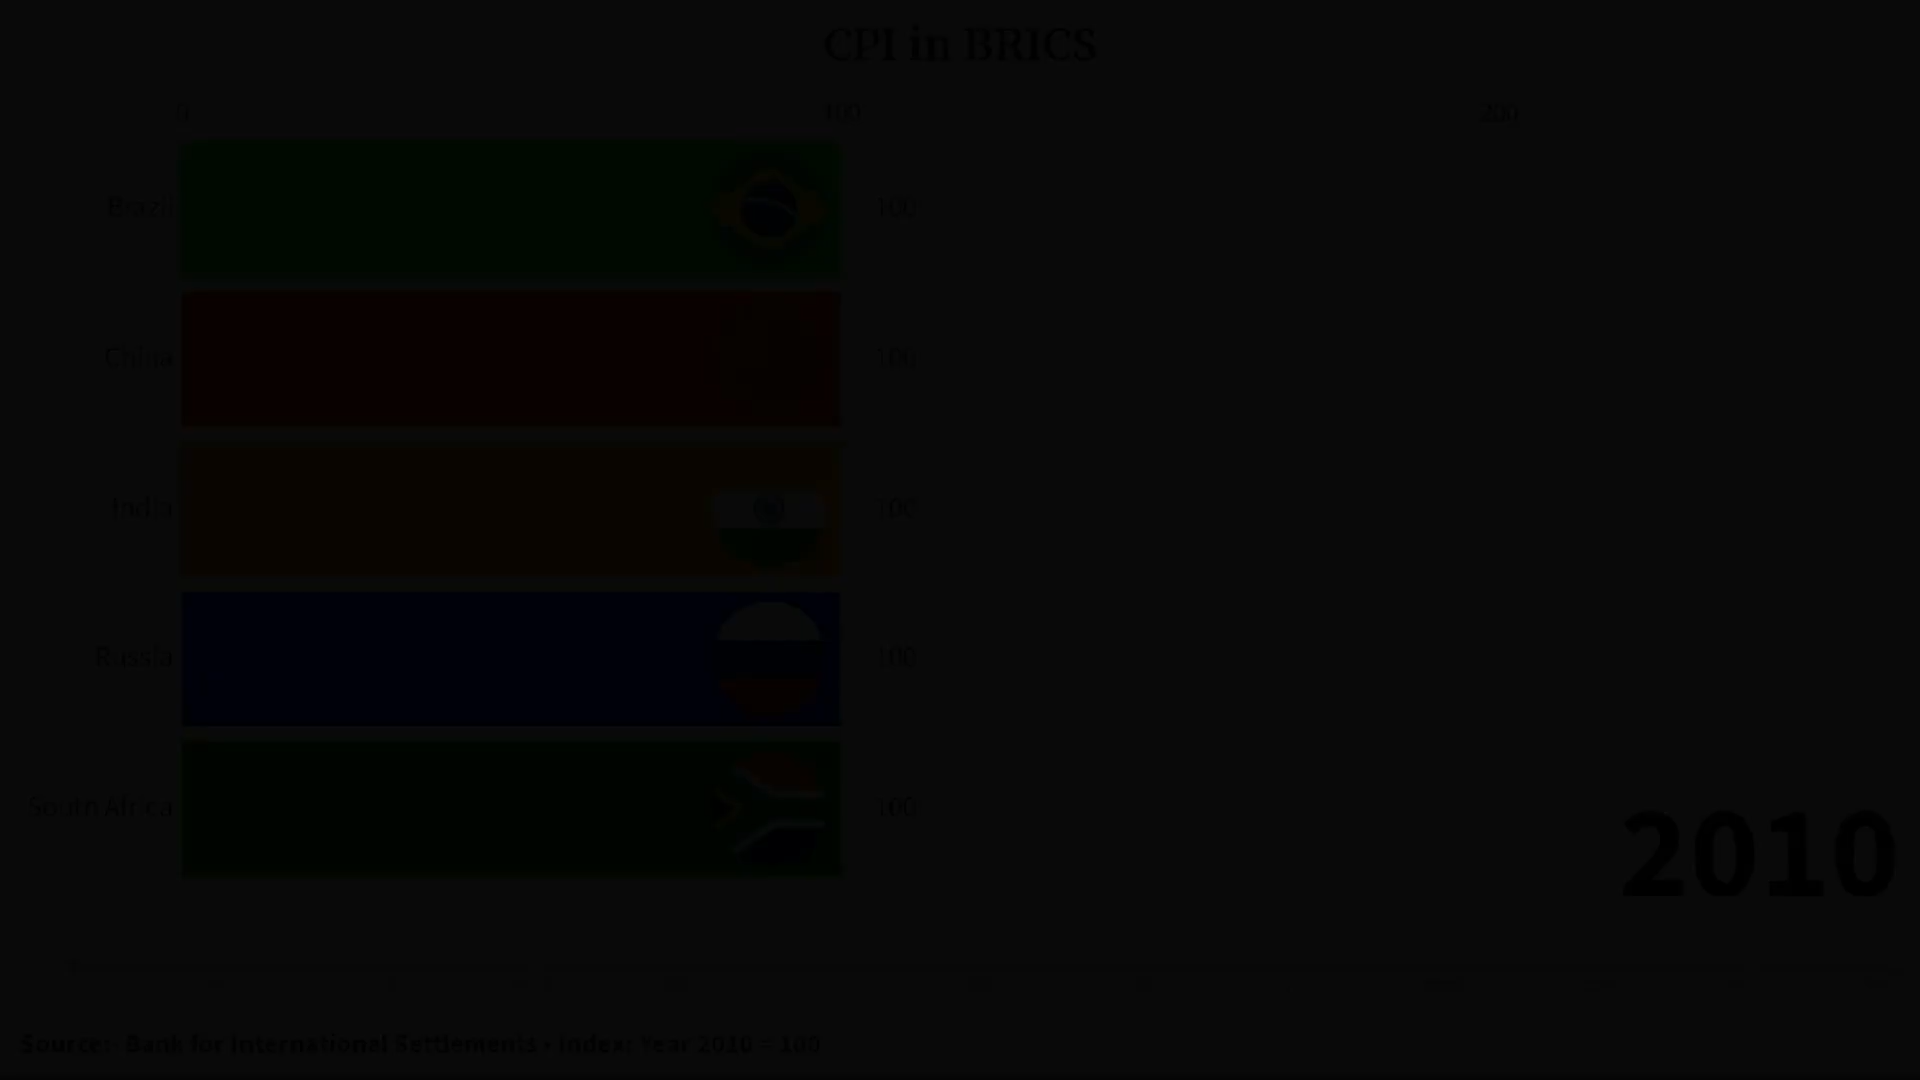 CPI in BRICS
0 100 200
Brazil 100
China 100
India 100
Russia 100
South Africa 100
2010
Source: Bank for International Settlements • Index: Year 2010 = 100